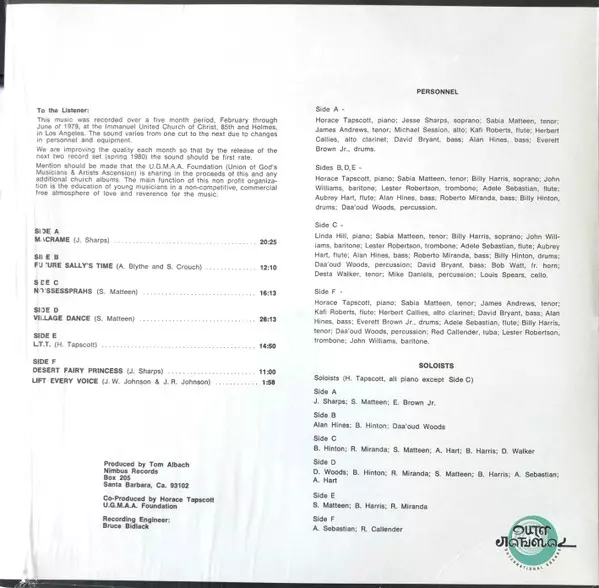 To the Listener:
This music was recorded over a five month period, February through
June of 1979, at the Immanuel United Church of Christ, 85th and Holmes,
in Los Angeles. The sound varies from one cut to the next due to changes
in personnel and equipment.
We are improving the quality each month so that by the release of the
next two record set (spring 1980) the sound should be first rate.
Mention should be made that the U.G.M.A.A. Foundation (Union of God's
Musicians & Artists Ascension) is sharing in the proceeds of this and any
additional church albums. The main function of this non profit organiza-
tion is the education of young musicians in a non-competitive, commercial
free atmosphere of love and reverence for the music.
SIDE A
MACRAME (J. Sharps) 20:25
SIDE B
FUTURE SALLY'S TIME (A. Blythe and S. Crouch) 12:10
SIDE C
NOISSESSPRAHS (S. Matteen) 16:13
SIDE D
VILLAGE DANCE (S. Matteen) 26:13
SIDE E
L.T.T. (H. Tapscott) 14:50
SIDE F
DESERT FAIRY PRINCESS (J. Sharps) 11:00
LIFT EVERY VOICE (J. W. Johnson & J. R. Johnson) 1:58
Produced by Tom Albach
Nimbus Records
Box 205
Santa Barbara, Ca. 93102
Co-Produced by Horace Tapscott
U.G.M.A.A. Foundation
Recording Engineer:
Bruce Bidlack
PERSONNEL
Side A -
Horace Tapscott, piano; Jesse Sharps, soprano; Sabia Matteen, tenor;
James Andrews, tenor; Michael Session, alto; Kafi Roberts, flute; Herbert
Callies, alto clarinet; David Bryant, bass; Alan Hines, bass; Everett
Brown Jr., drums.
Sides B, D, E -
Horace Tapscott, piano; Sabia Matteen, tenor; Billy Harris, soprano; John
Williams, baritone; Lester Robertson, trombone; Adele Sebastian, flute;
Aubrey Hart, flute; Alan Hines, bass; Roberto Miranda, bass; Billy Hinton,
drums; Daa'oud Woods, percussion.
Side C -
Linda Hill, piano; Sabia Matteen, tenor; Billy Harris, soprano; John Wil-
liams, baritone; Lester Robertson, trombone; Adele Sebastian, flute; Aubrey
Hart, flute; Alan Hines, bass; Roberto Miranda, bass; Billy Hinton, drums;
Daa'oud Woods, percussion; David Bryant, bass; Bob Watt, fr. horn;
Desta Walker, tenor; Mike Daniels, percussion; Louis Spears, cello.
Side F -
Horace Tapscott, piano; Sabia Matteen, tenor; James Andrews, tenor;
Kafi Roberts, flute; Herbert Callies, alto clarinet; David Bryant, bass; Alan
Hines, bass; Everett Brown Jr., drums; Adele Sebastian, flute; Billy Harris,
tenor; Daa'oud Woods, percussion; Red Callender, tuba; Lester Robertson,
trombone; John Williams, baritone.
SOLOISTS
Soloists (H. Tapscott, all piano except Side C)
Side A
J. Sharps; S. Matteen; E. Brown Jr.
Side B
Alan Hines; B. Hinton; Daa'oud Woods
Side C
B. Hinton; R. Miranda; S. Matteen; A. Hart; B. Harris; D. Walker
Side D
D. Woods; B. Hinton; R. Miranda; S. Matteen; B. Harris; A. Sebastian;
A. Hart
Side E
S. Matteen; B. Harris; R. Miranda
Side F
A. Sebastian; R. Callender